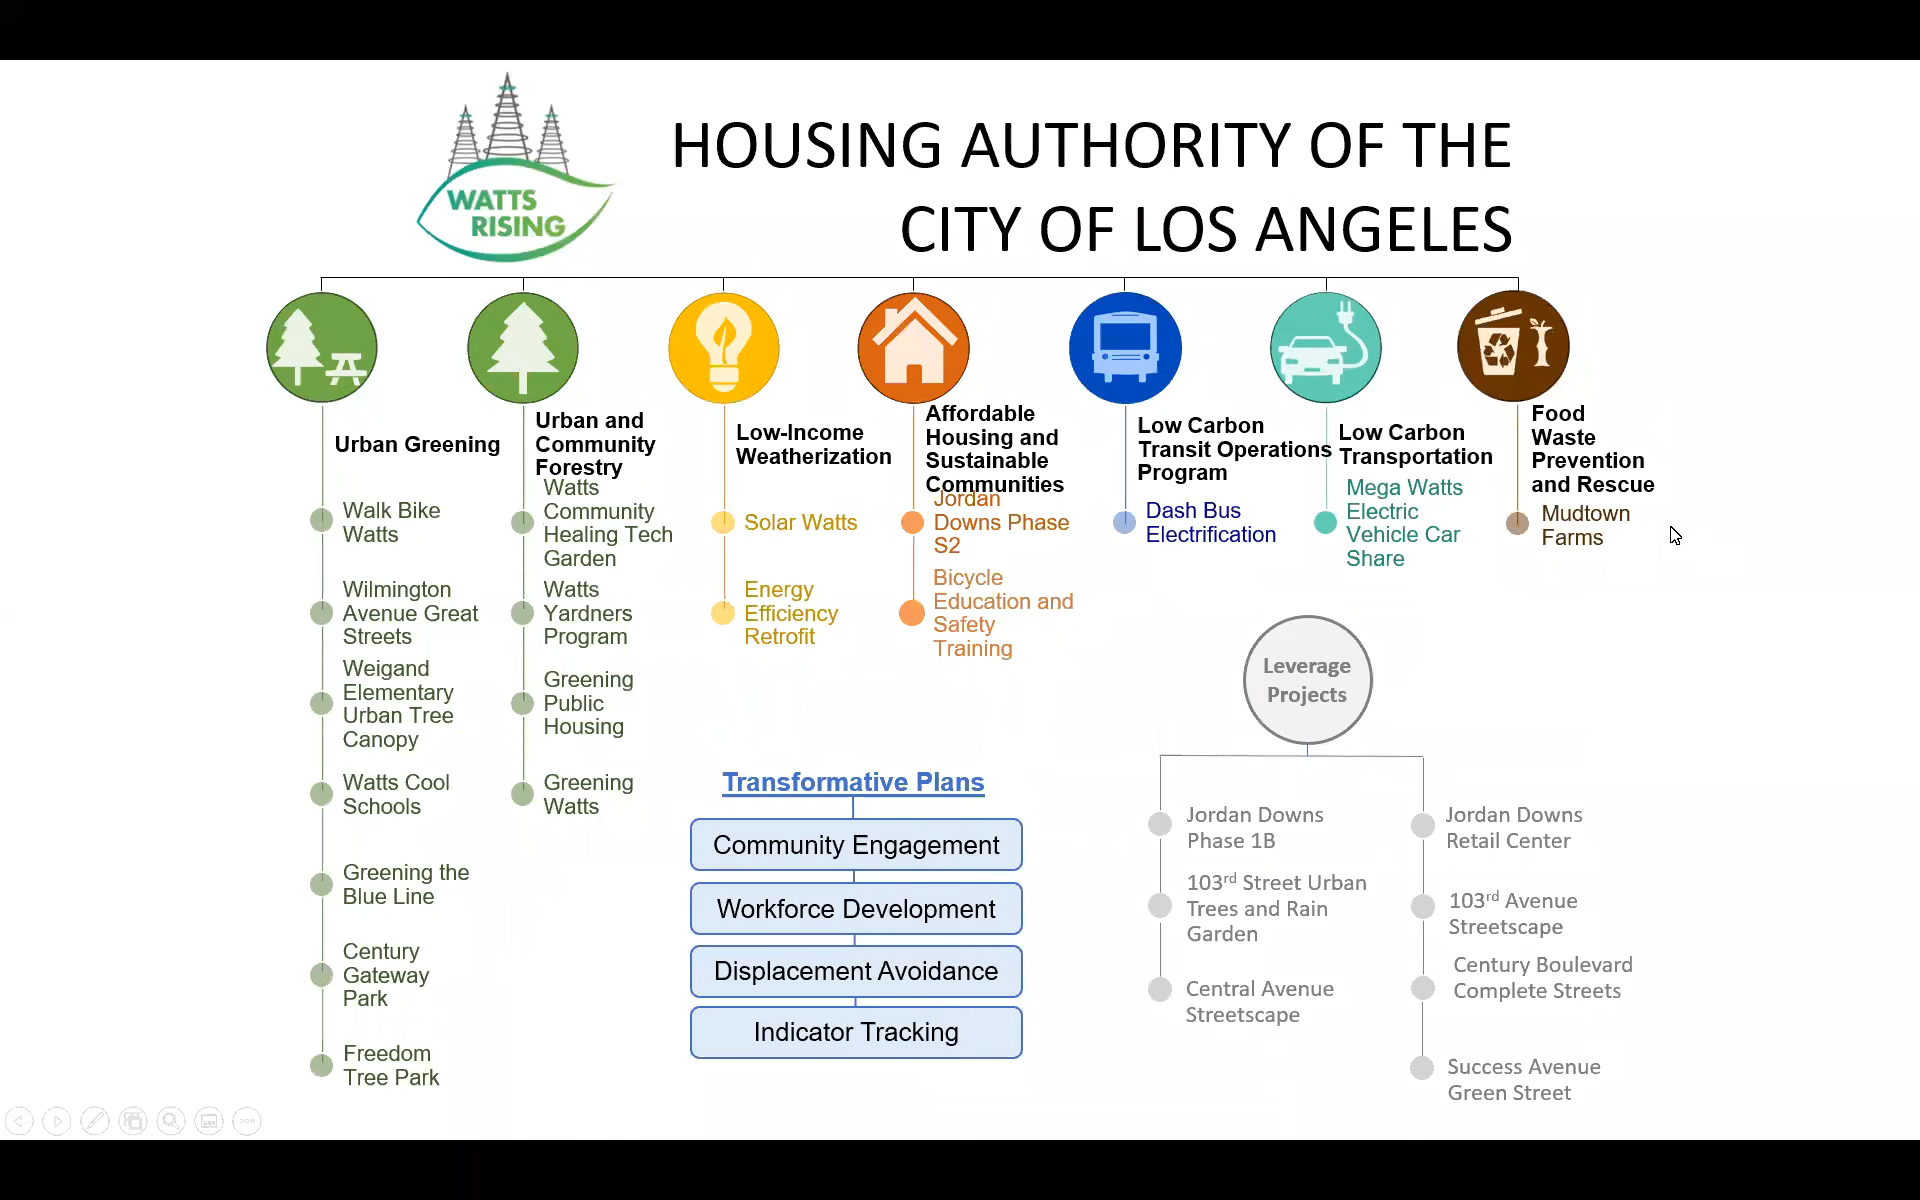 WATTS
RISING
HOUSING AUTHORITY OF THE
CITY OF LOS ANGELES
Urban Greening
Walk Bike
Watts
Wilmington
Avenue Great
Streets
Weigand
Elementary
Urban Tree
Canopy
Watts Cool
Schools
Greening the
Blue Line
Century
Gateway
Park
Freedom
Tree Park
Urban and
Community
Forestry
Watts
Community
Healing Tech
Garden
Watts
Yardners
Program
Greening
Public
Housing
Greening
Watts
Low-Income
Weatherization
Solar Watts
Energy
Efficiency
Retrofit
Affordable
Housing and
Sustainable
Communities
Jordan
Downs Phase
S2
Bicycle
Education and
Safety
Training
Low Carbon
Transit Operations
Program
Dash Bus
Electrification
Low Carbon
Transportation
Mega Watts
Electric
Vehicle Car
Share
Food
Waste
Prevention
and Rescue
Mudtown
Farms
Transformative Plans
Community Engagement
Workforce Development
Displacement Avoidance
Indicator Tracking
Leverage
Projects
Jordan Downs
Phase 1B
103rd Street Urban
Trees and Rain
Garden
Central Avenue
Streetscape
Jordan Downs
Retail Center
103rd Avenue
Streetscape
Century Boulevard
Complete Streets
Success Avenue
Green Street